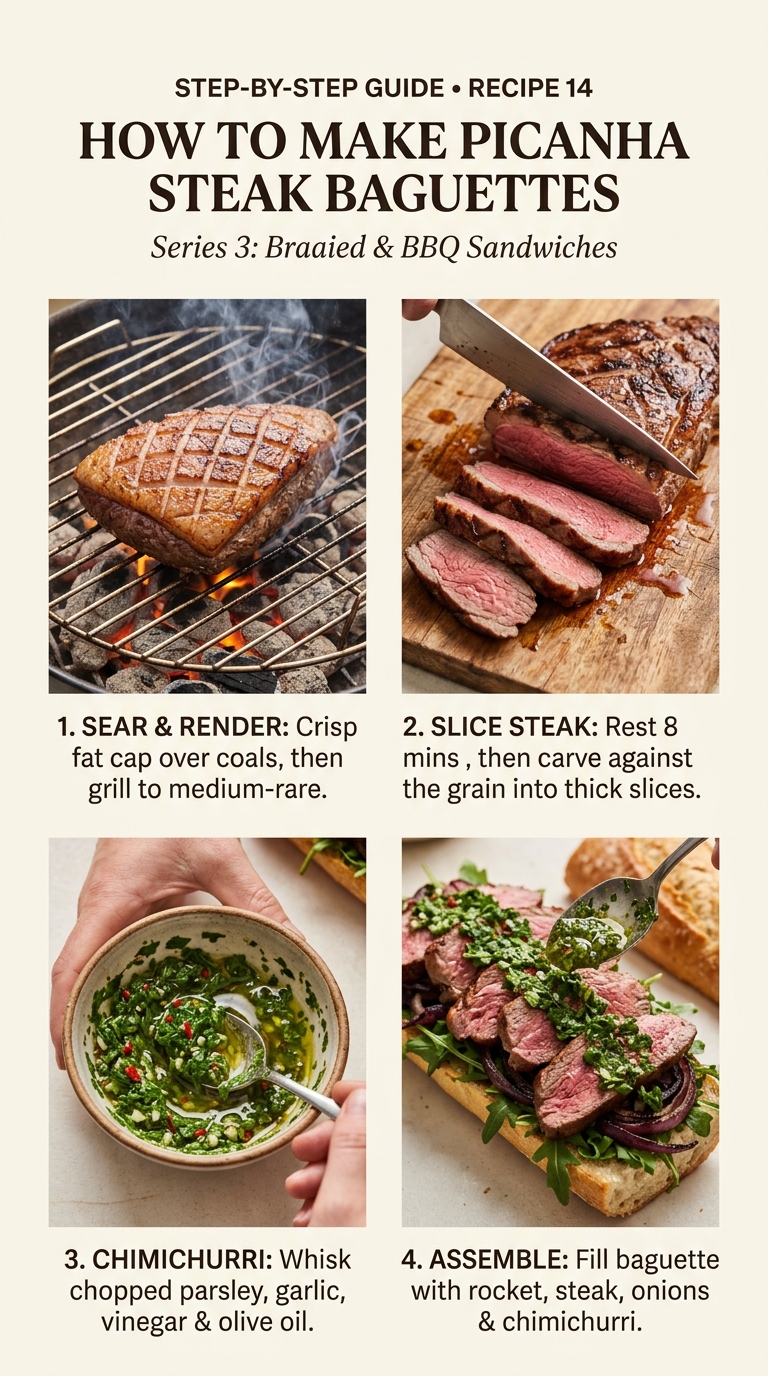 STEP-BY-STEP GUIDE • RECIPE 14
HOW TO MAKE PICANHA
STEAK BAGUETTES
Series 3: Braaied & BBQ Sandwiches
1. SEAR & RENDER: Crisp
fat cap over coals, then
grill to medium-rare.
2. SLICE STEAK: Rest 8
mins , then carve against
the grain into thick slices.
3. CHIMICHURRI: Whisk
chopped parsley, garlic,
vinegar & olive oil.
4. ASSEMBLE: Fill baguette
with rocket, steak, onions
& chimichurri.